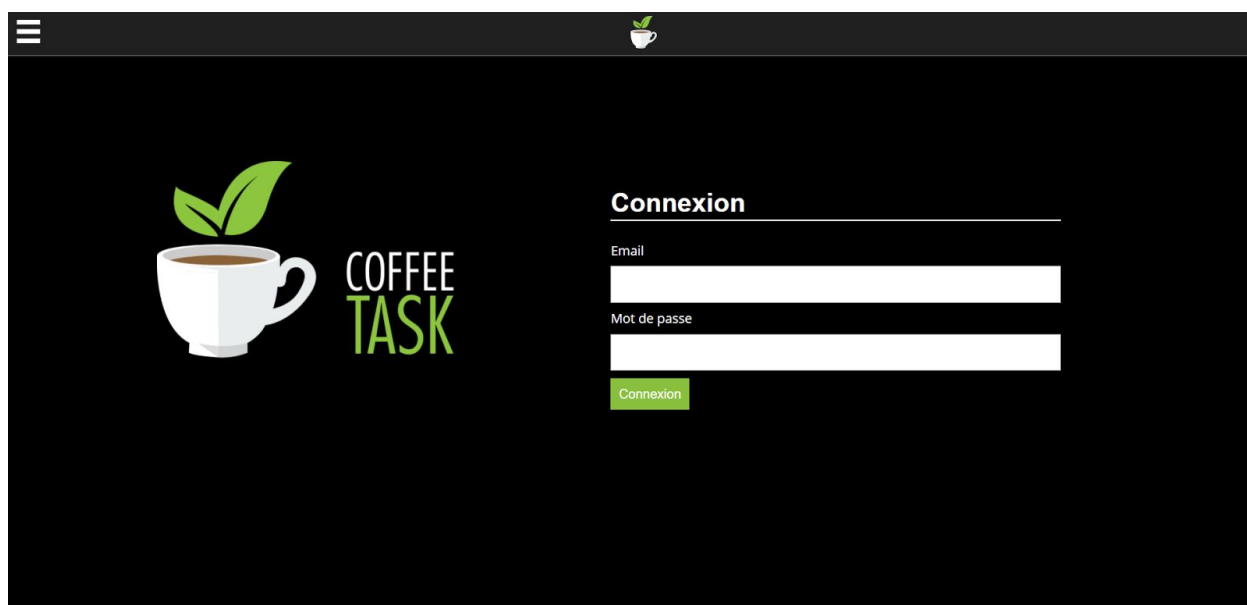 COFFEE
TASK
Connexion
Email
Mot de passe
Connexion